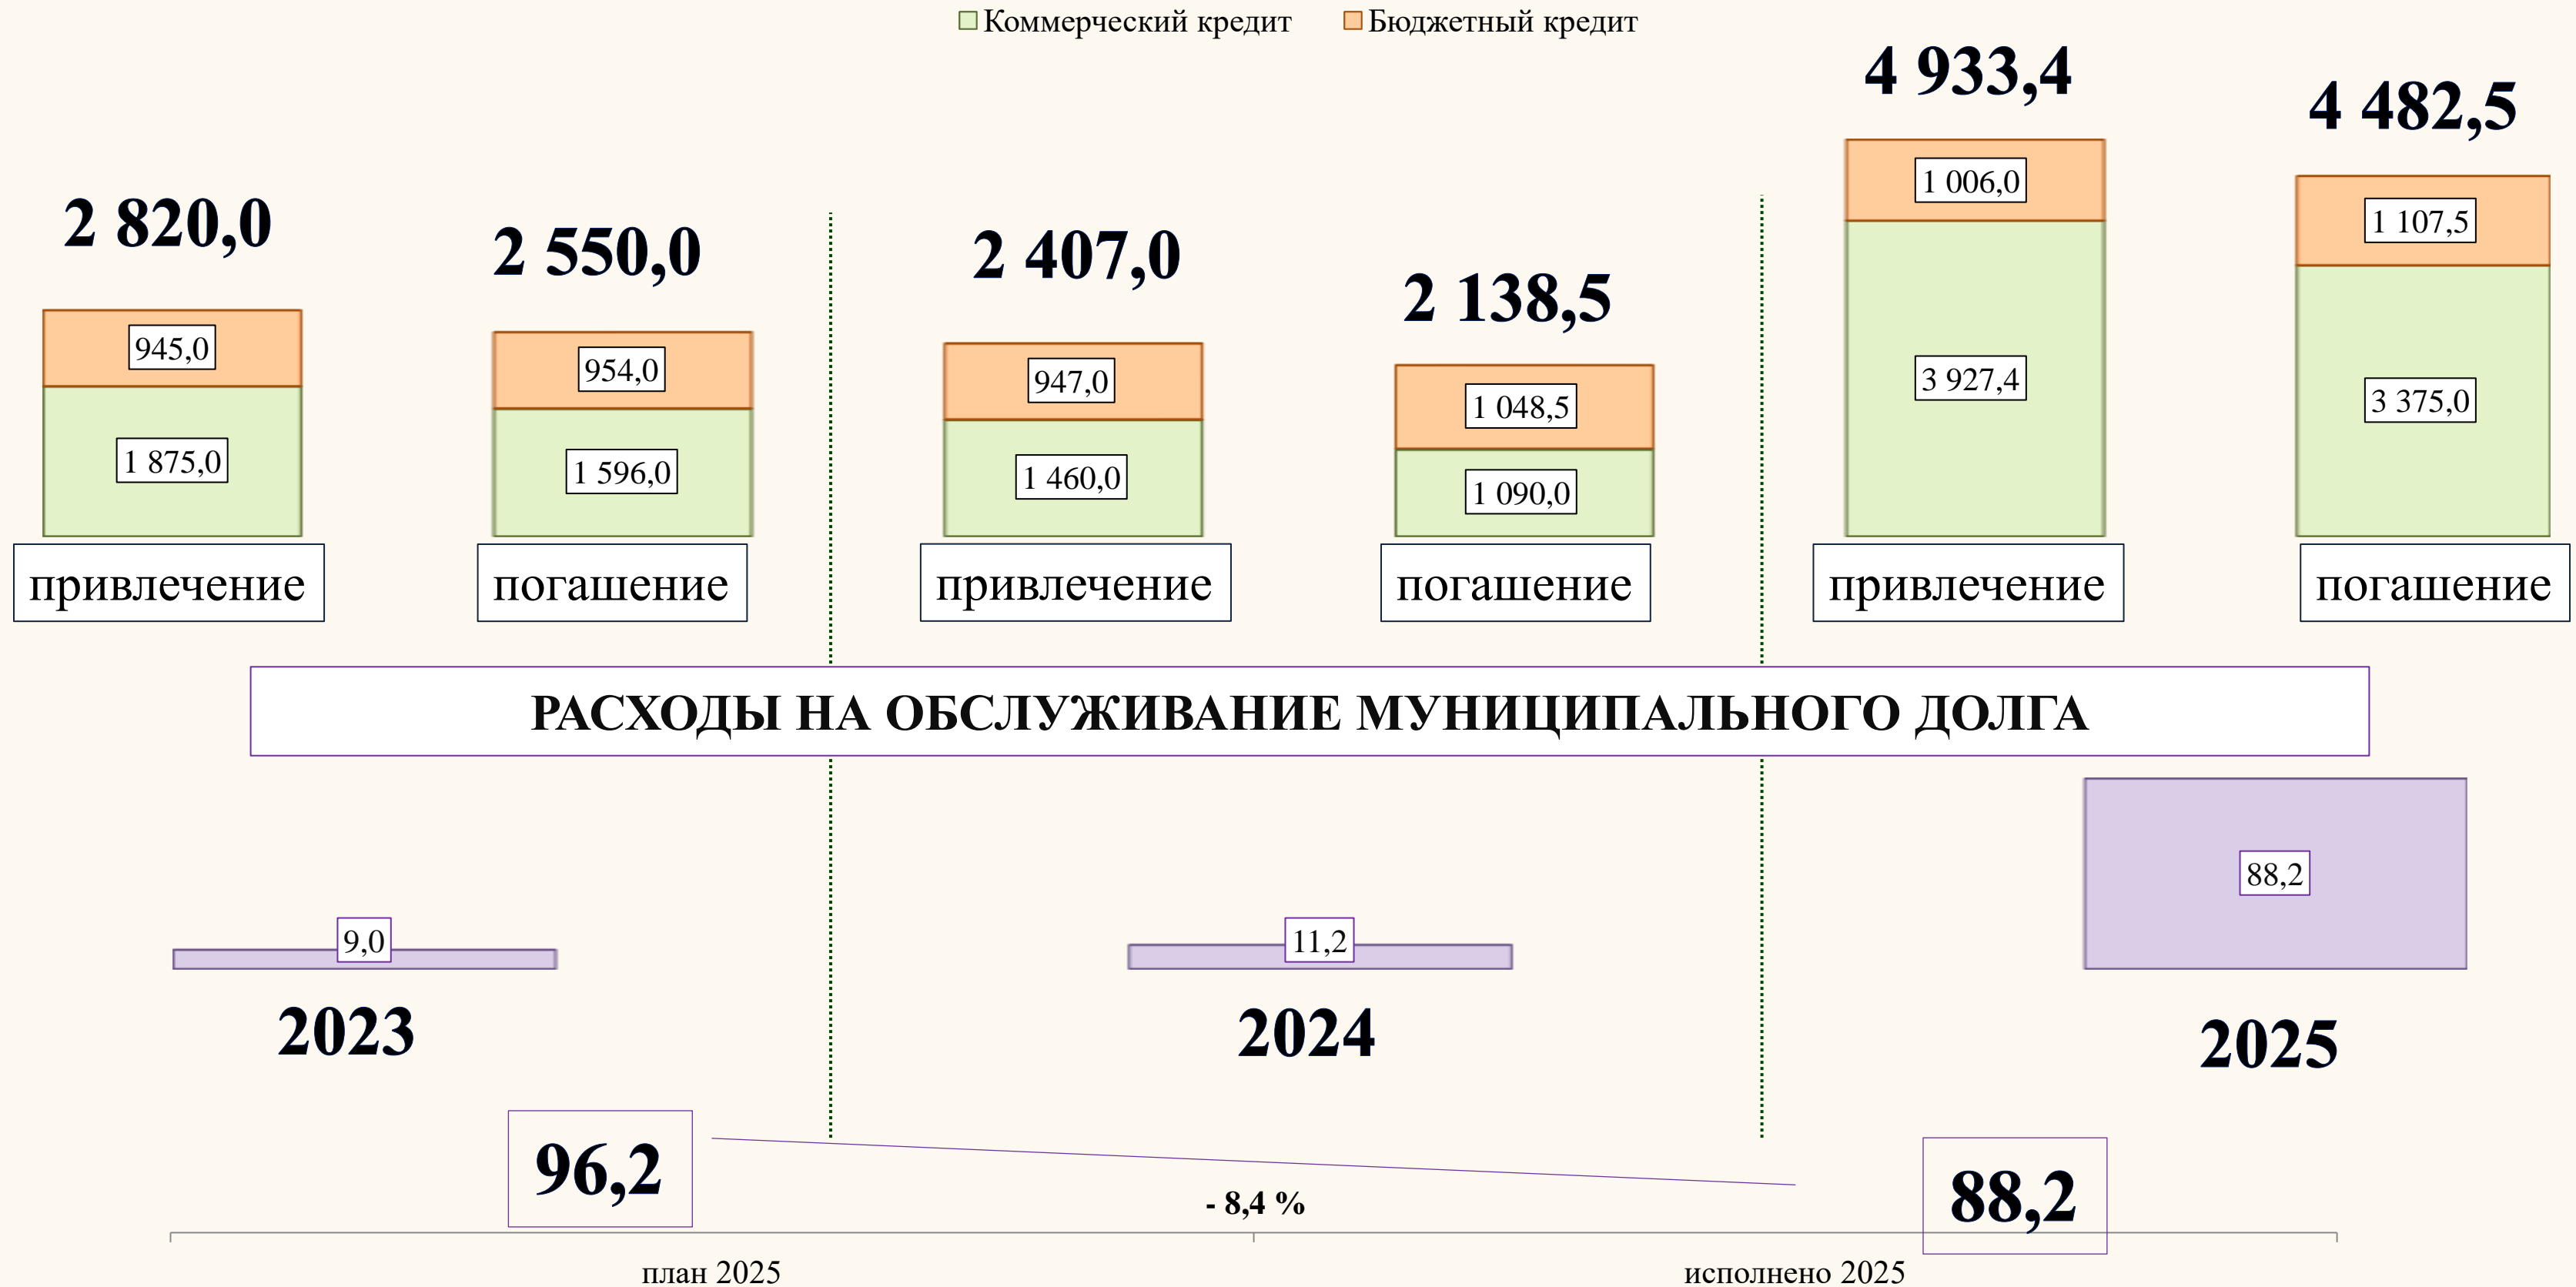 Коммерческий кредит Бюджетный кредит
4 933,4
4 482,5
2 820,0
2 550,0
2 407,0
2 138,5
945,0
1 875,0
954,0
1 596,0
947,0
1 460,0
1 048,5
1 090,0
1 006,0
3 927,4
1 107,5
3 375,0
привлечение погашение привлечение погашение привлечение погашение
РАСХОДЫ НА ОБСЛУЖИВАНИЕ МУНИЦИПАЛЬНОГО ДОЛГА
9,0 11,2 88,2
2023 2024 2025
96,2 - 8,4 % 88,2
план 2025 исполнено 2025